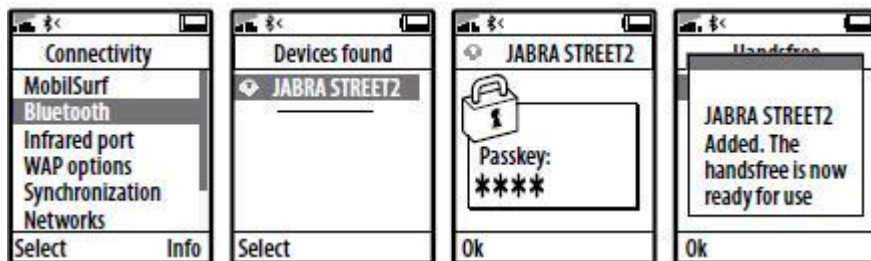 Connectivity
MobilSurf
Bluetooth
Infrared port
WAP options
Synchronization
Networks
Select Info
Devices found
JABRA STREET2
Select
JABRA STREET2
Passkey:
****
Ok
Handsfree
JABRA STREET2
Added. The
handsfree is now
ready for use
Ok